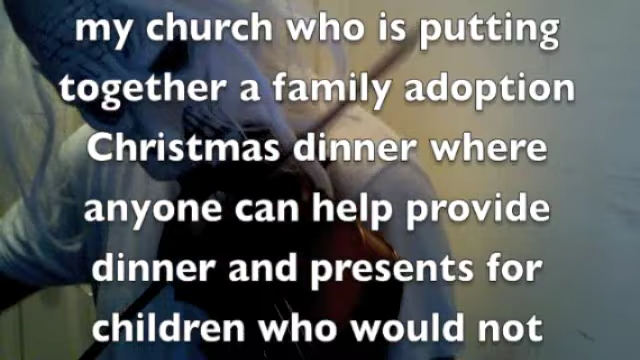 my church who is putting
together a family adoption
Christmas dinner where
anyone can help provide
dinner and presents for
children who would not